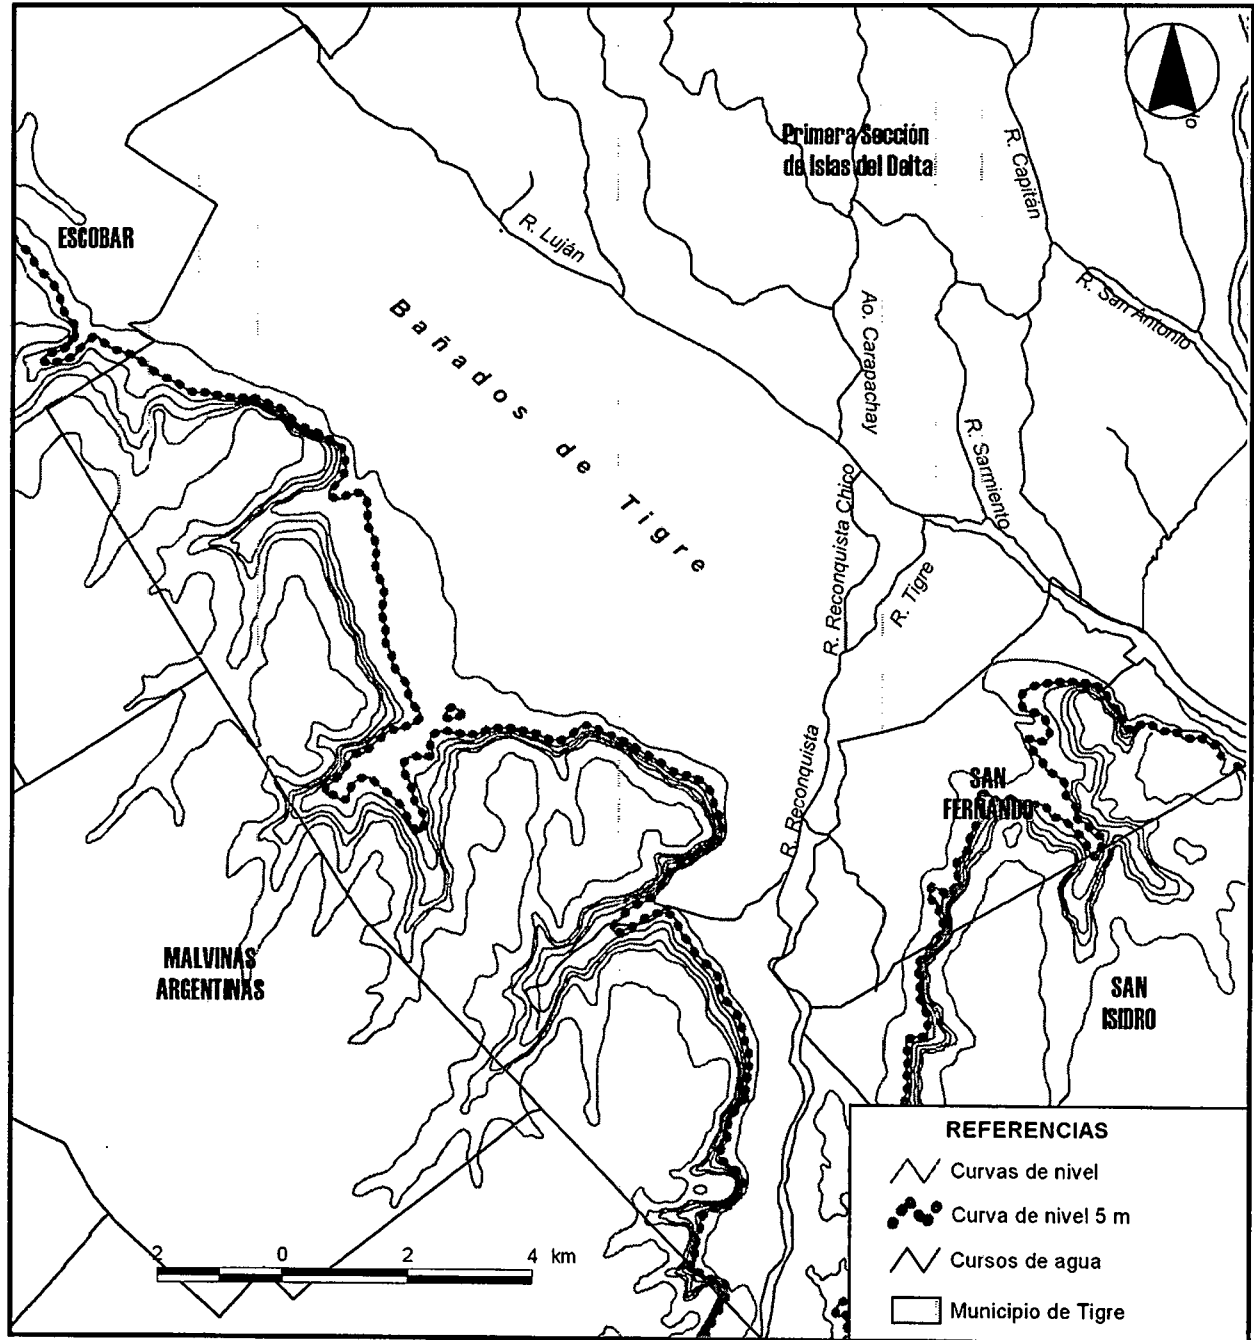 Primera Sección
de Islas del Delta
R. Capitán
ESCOBAR
R. Luján
R. San Antonio
Bañados de Tigre
Ao. Carapachay
R. Sarmiento
R. Reconquista Chico
R. Tigre
R. Reconquista
SAN
FERNANDO
MALVINAS
ARGENTINAS
SAN
ISIDRO
REFERENCIAS
Curvas de nivel
Curva de nivel 5 m
Cursos de agua
Municipio de Tigre
2 0 2 4 km